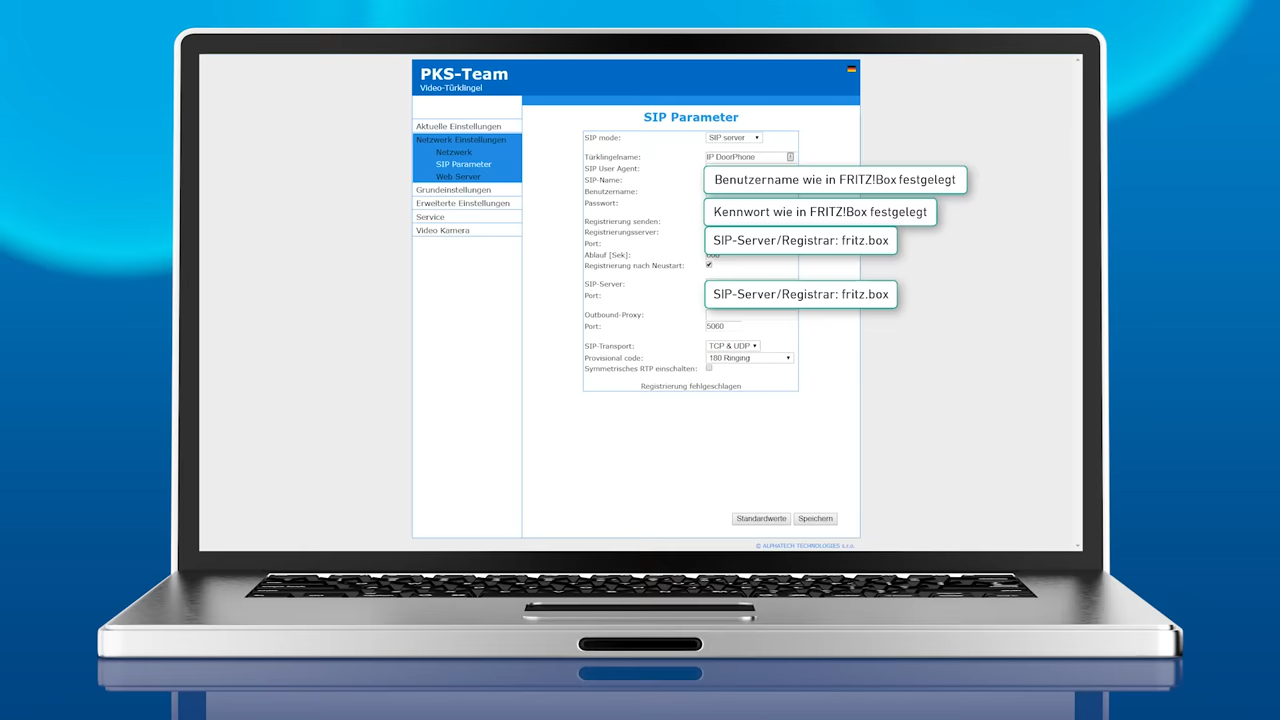 PKS-Team
Video-Türklingel
Aktuelle Einstellungen
Netzwerk Einstellungen
Netzwerk
SIP Parameter
Web Server
Grundeinstellungen
Erweiterte Einstellungen
Service
Video Kamera
SIP Parameter
SIP mode: SIP server
Türklingelname: IP DoorPhone
SIP User Agent:
SIP-Name: Benutzername wie in FRITZ!Box festgelegt
Benutzername:
Passwort: Kennwort wie in FRITZ!Box festgelegt
Registrierung senden:
Registrierungsserver: SIP-Server/Registrar: fritz.box
Port:
Ablauf [Sek]:
Registrierung nach Neustart:
SIP-Server: SIP-Server/Registrar: fritz.box
Port:
Outbound-Proxy:
Port: 5060
SIP-Transport: TCP & UDP
Provisional code: 180 Ringing
Symmetrisches RTP einschalten:
Registrierung fehlgeschlagen
Standardwerte Speichern
© ALPHATECH TECHNOLOGIES s.r.o.